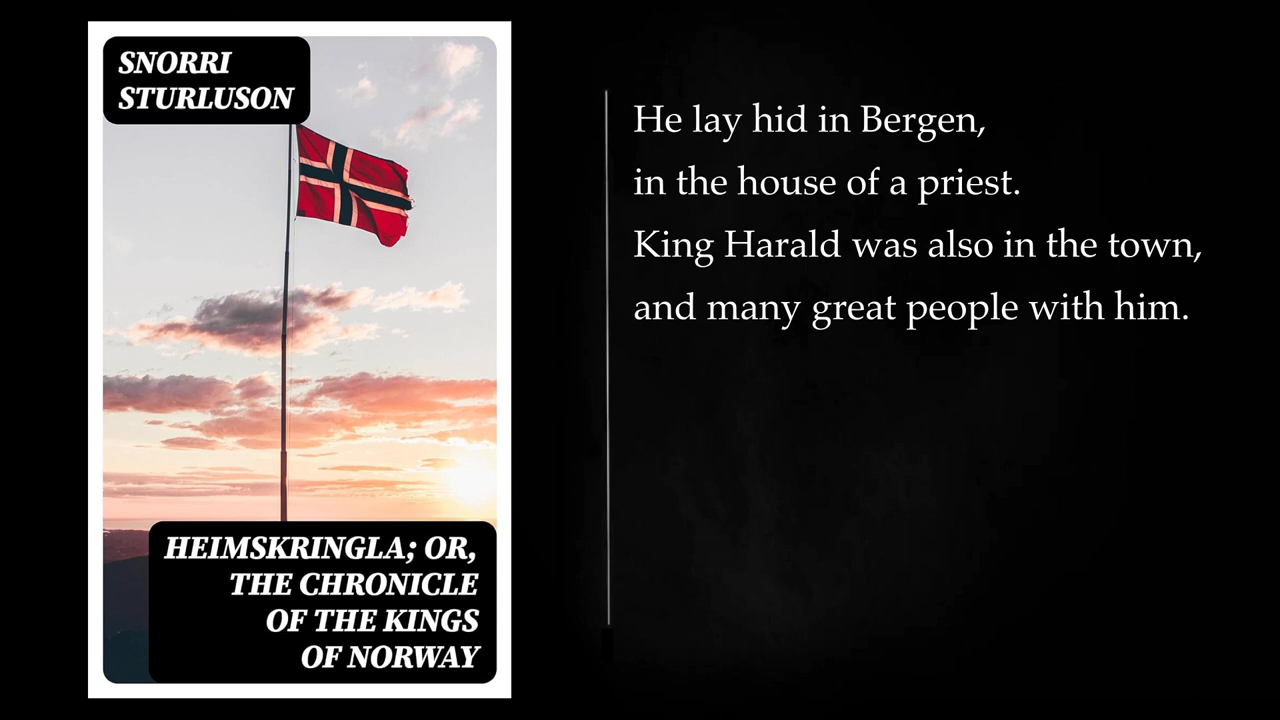 SNORRI
STURLUSON
HEIMSKRINGLA; OR,
THE CHRONICLE
OF THE KINGS
OF NORWAY
He lay hid in Bergen,
in the house of a priest.
King Harald was also in the town,
and many great people with him.